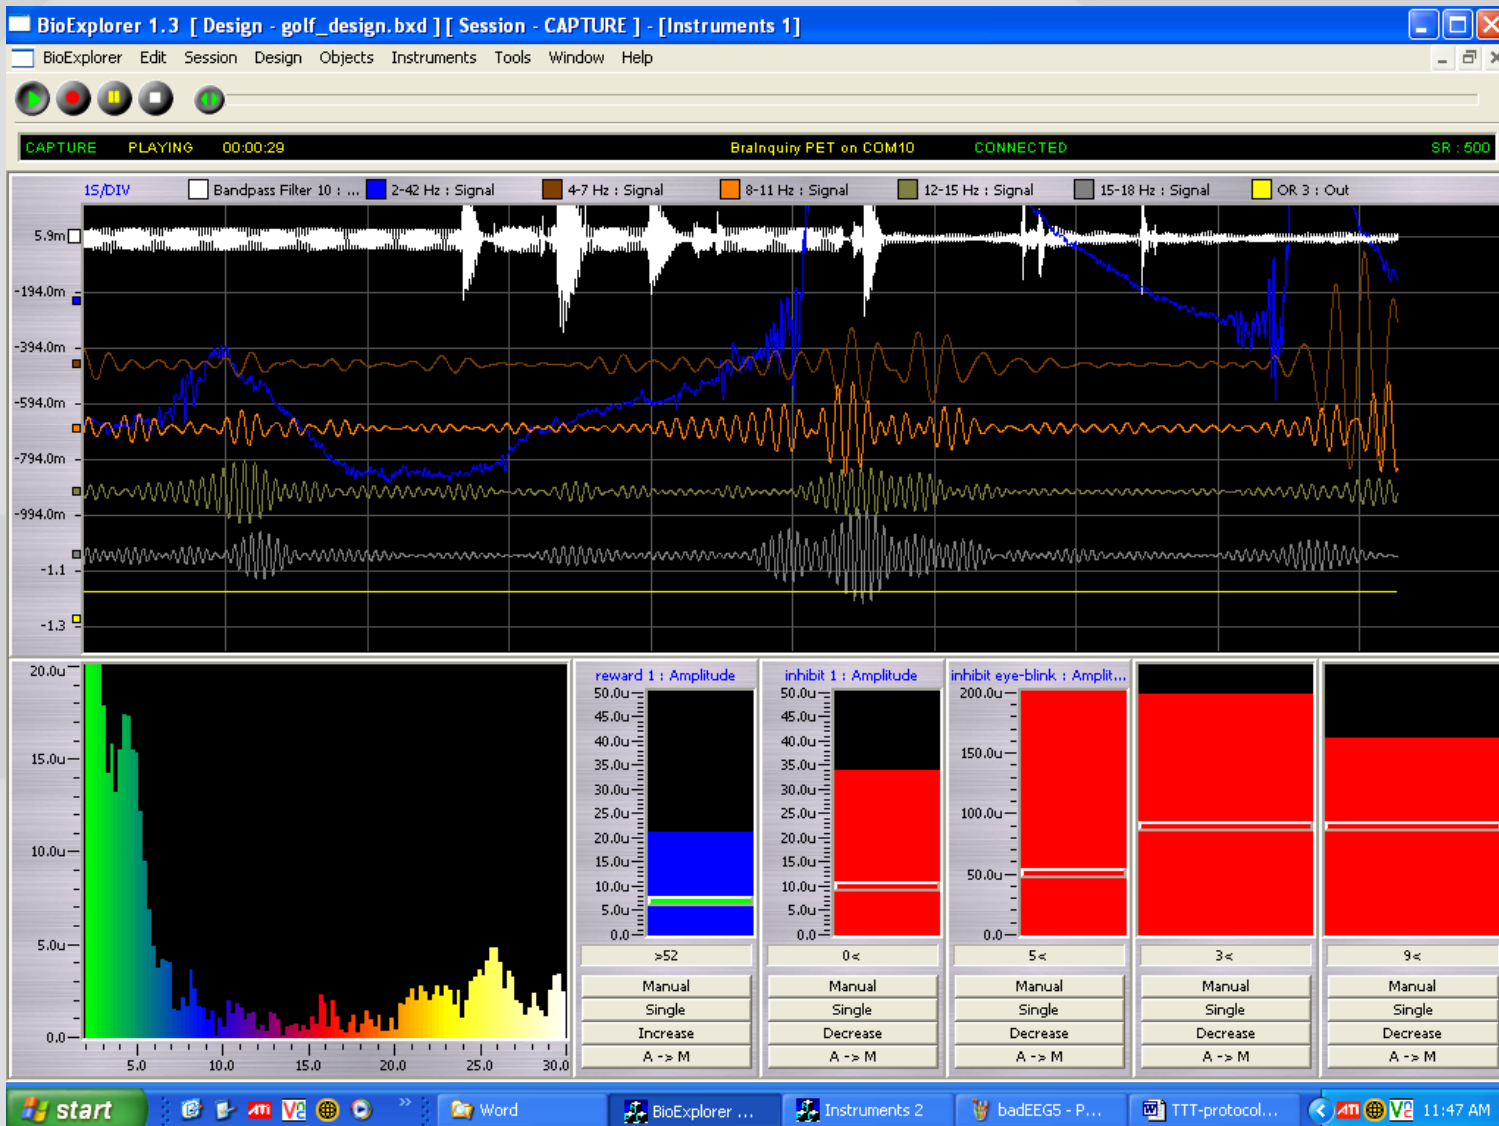 BioExplorer 1.3 [ Design - golf_design.bxd ] [ Session - CAPTURE ] - [Instruments 1]
BioExplorer Edit Session Design Objects Instruments Tools Window Help
CAPTURE PLAYING 00:00:29 BraInquiry PET on COM10 CONNECTED SR : 500
1S/DIV Bandpass Filter 10 : ... 2-42 Hz : Signal 4-7 Hz : Signal 8-11 Hz : Signal 12-15 Hz : Signal 15-18 Hz : Signal OR 3 : Out
5.9m
-194.0m
-394.0m
-594.0m
-794.0m
-994.0m
-1.1
-1.3
20.0u
15.0u
10.0u
5.0u
0.0
5.0 10.0 15.0 20.0 25.0 30.0
reward 1 : Amplitude
50.0u
45.0u
40.0u
35.0u
30.0u
25.0u
20.0u
15.0u
10.0u
5.0u
0.0
>52
Manual
Single
Increase
A -> M
inhibit 1 : Amplitude
50.0u
45.0u
40.0u
35.0u
30.0u
25.0u
20.0u
15.0u
10.0u
5.0u
0.0
0<
Manual
Single
Decrease
A -> M
inhibit eye-blink : Amplit...
200.0u
150.0u
100.0u
50.0u
0.0
5<
Manual
Single
Decrease
A -> M
3<
Manual
Single
Decrease
A -> M
9<
Manual
Single
Decrease
A -> M
start ATI V2 » Word BioExplorer ... Instruments 2 badEEG5 - P... TTT-protocol... ATI V2 11:47 AM